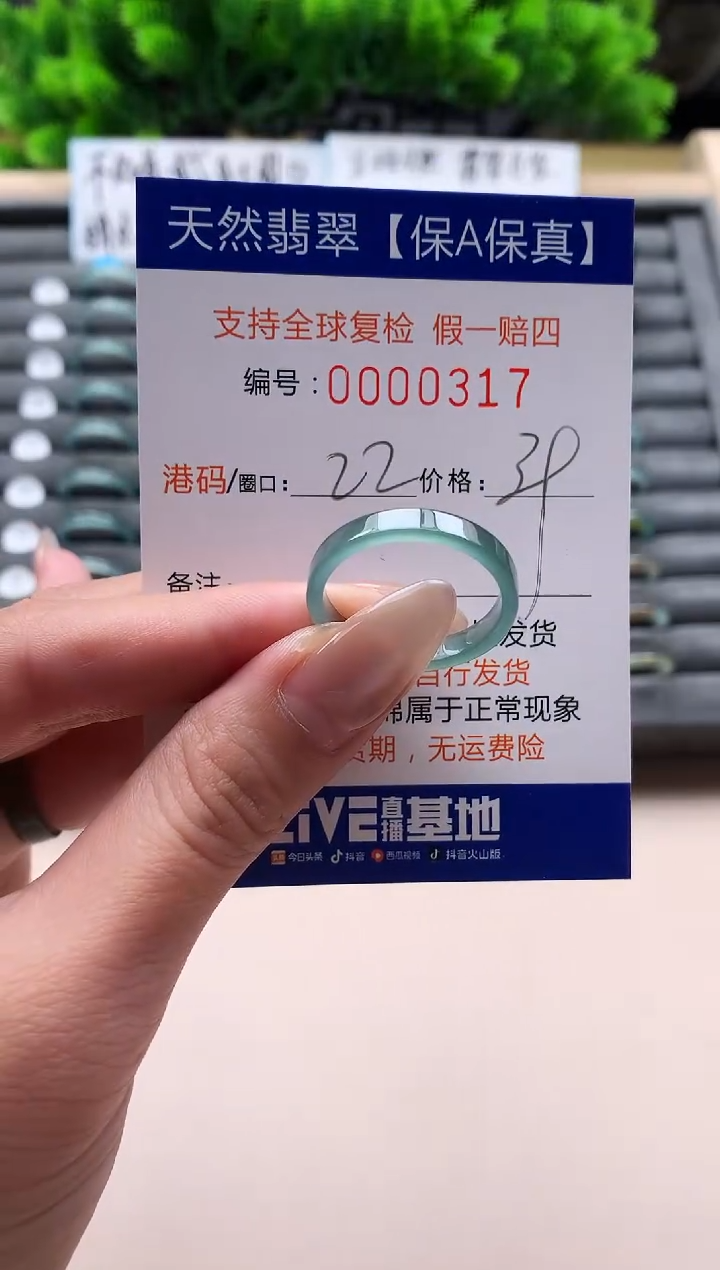 天然翡翠【保A保真】
支持全球复检 假一赔四
编号：0000317
港码/圈口： 22 价格： 39
备注
发货
自行发货
棉属于正常现象
货期，无运费险
LIVE直播基地
今日头条 抖音 西瓜视频 抖音火山版